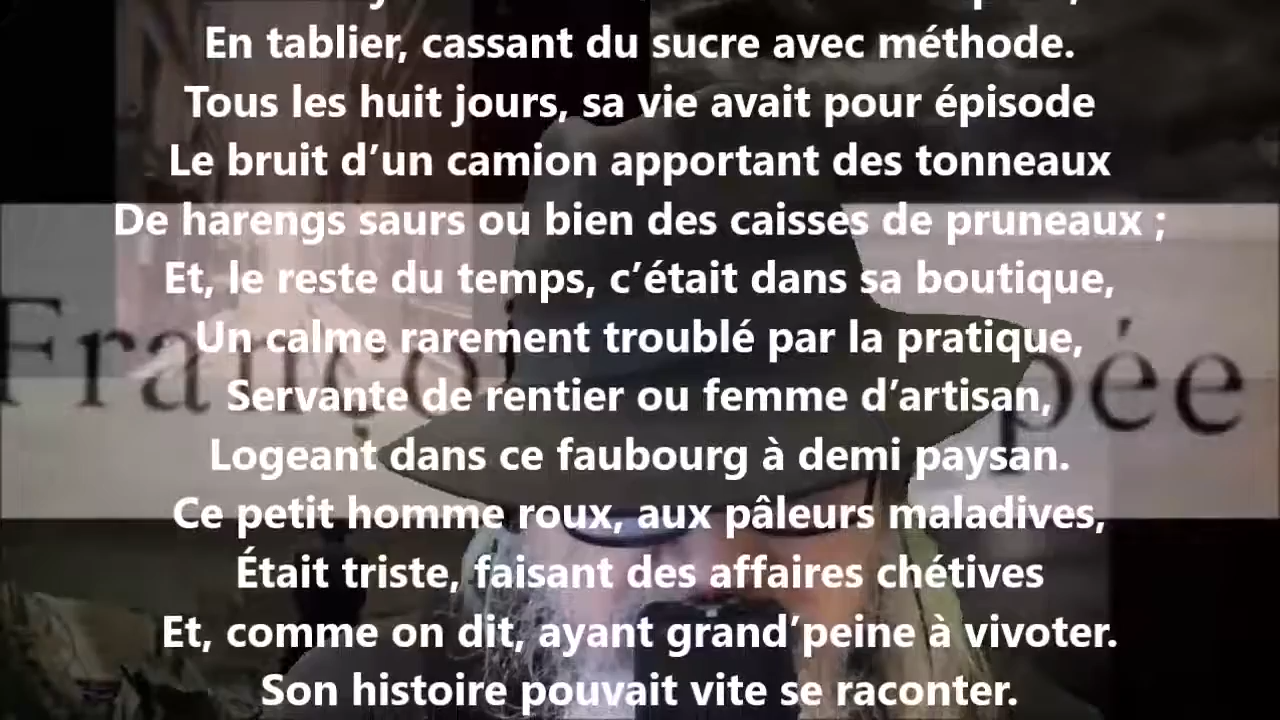 En tablier, cassant du sucre avec méthode.
Tous les huit jours, sa vie avait pour épisode
Le bruit d’un camion apportant des tonneaux
De harengs saurs ou bien des caisses de pruneaux ;
Et, le reste du temps, c’était dans sa boutique,
Un calme rarement troublé par la pratique,
Servante de rentier ou femme d’artisan,
Logeant dans ce faubourg à demi paysan.
Ce petit homme roux, aux pâleurs maladives,
Était triste, faisant des affaires chétives
Et, comme on dit, ayant grand’peine à vivoter.
Son histoire pouvait vite se raconter.
Franço pée